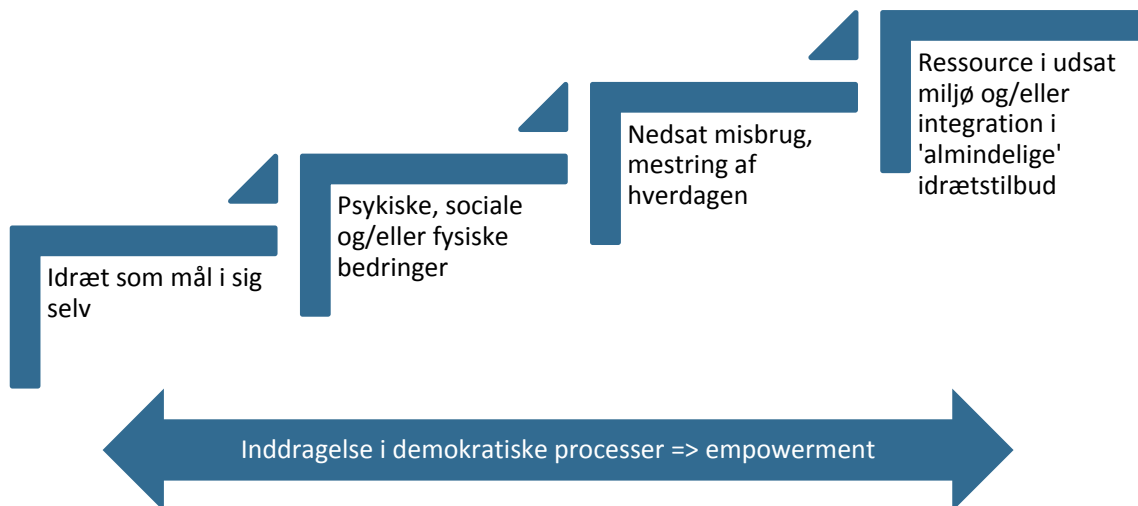 Idræt som mål i sig
selv
Psykiske, sociale
og/eller fysiske
bedringer
Nedsat misbrug,
mestring af
hverdagen
Ressource i udsat
miljø og/eller
integration i
'almindelige'
idrætstilbud
Inddragelse i demokratiske processer => empowerment